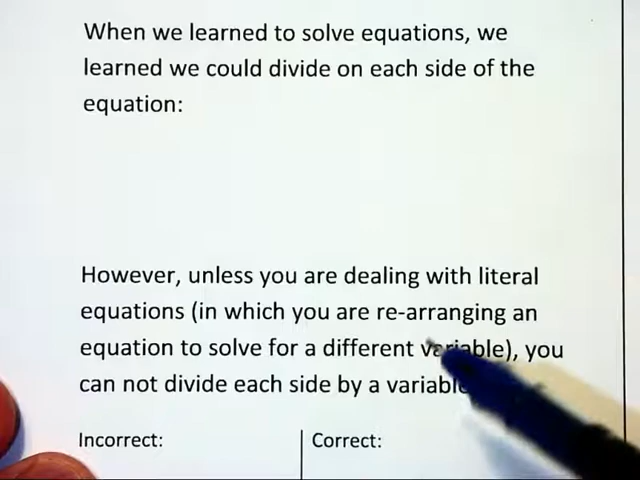 When we learned to solve equations, we
learned we could divide on each side of the
equation:
However, unless you are dealing with literal
equations (in which you are re-arranging an
equation to solve for a different variable), you
can not divide each side by a variable
Incorrect:
Correct: